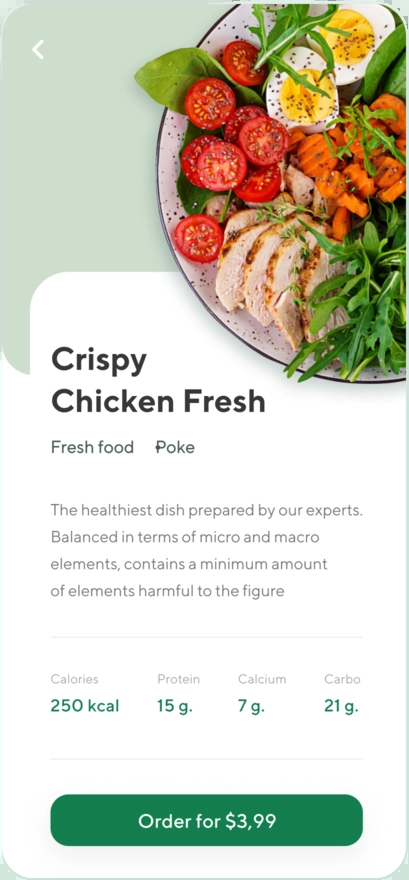 Crispy
Chicken Fresh
Fresh food Poke
The healthiest dish prepared by our experts.
Balanced in terms of micro and macro
elements, contains a minimum amount
of elements harmful to the figure
Calories Protein Calcium Carbo
250 kcal 15 g. 7 g. 21 g.
Order for $3,99